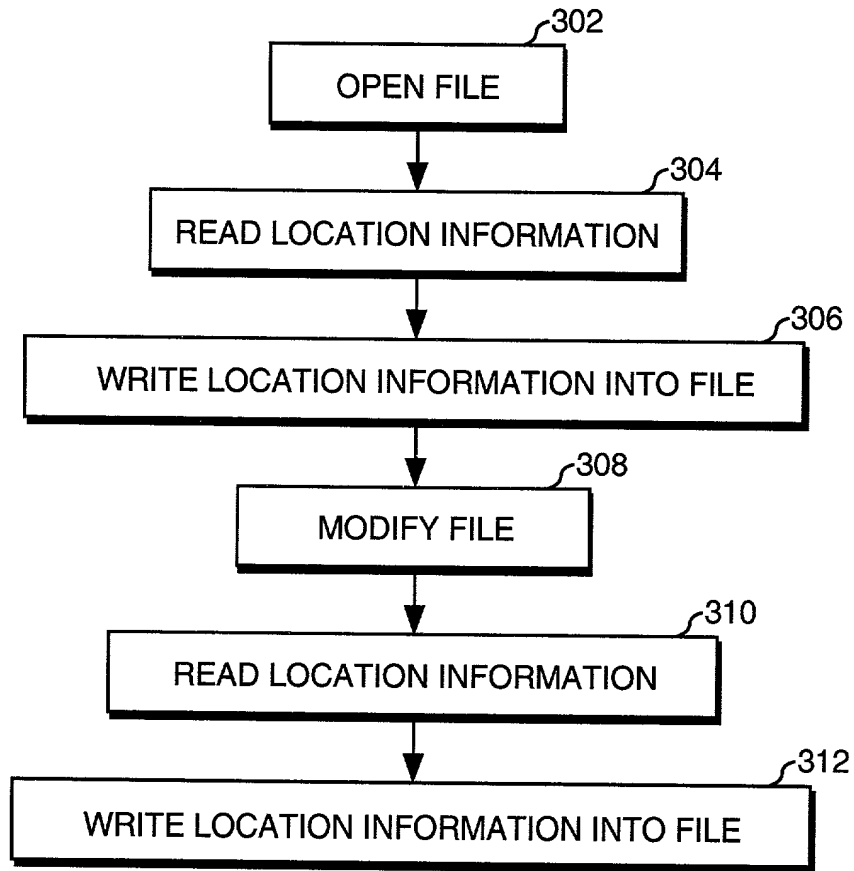 302
OPEN FILE
304
READ LOCATION INFORMATION
306
WRITE LOCATION INFORMATION INTO FILE
308
MODIFY FILE
310
READ LOCATION INFORMATION
312
WRITE LOCATION INFORMATION INTO FILE